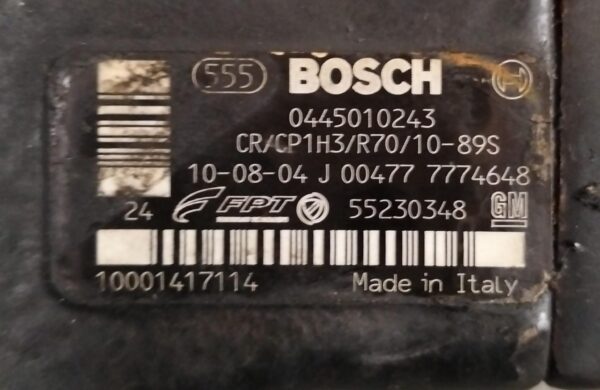 555 BOSCH
0445010243
CR/CP1H3/R70/10-89S
10-08-04 J 00477 7774648
24 FPT 55230348 GM
10001417114 Made in Italy